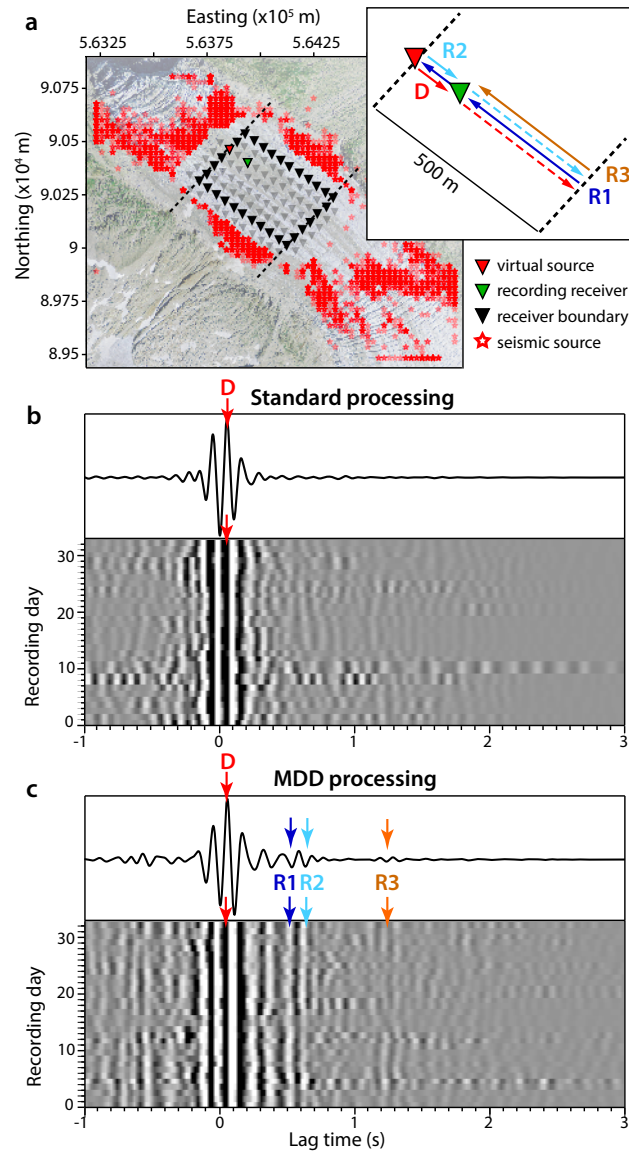 a
Easting (x10⁵ m)
5.6325 5.6375 5.6425
Northing (x10⁴ m)
9.075
9.05
9.025
9
8.975
8.95
R2
D
500 m
R3
R1
virtual source
recording receiver
receiver boundary
seismic source
b
D
Standard processing
Recording day
30
20
10
0
-1 0 1 2 3
c
D
MDD processing
R1 R2 R3
Recording day
30
20
10
0
-1 0 1 2 3
Lag time (s)